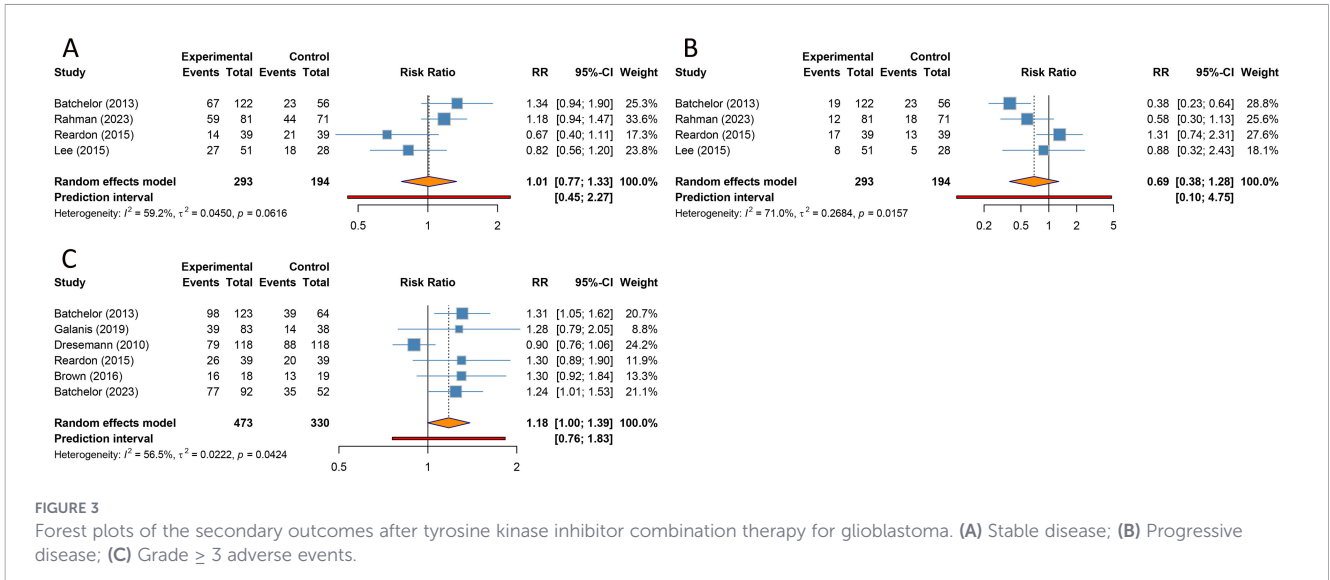 A
Experimental Control
Study Events Total Events Total Risk Ratio RR 95%-CI Weight
Batchelor (2013) 67 122 23 56 1.34 [0.94; 1.90] 25.3%
Rahman (2023) 59 81 44 71 1.18 [0.94; 1.47] 33.6%
Reardon (2015) 14 39 21 39 0.67 [0.40; 1.11] 17.3%
Lee (2015) 27 51 18 28 0.82 [0.56; 1.20] 23.8%
Random effects model 293 194 1.01 [0.77; 1.33] 100.0%
Prediction interval [0.45; 2.27]
Heterogeneity: I² = 59.2%, τ² = 0.0450, p = 0.0616
0.5 1 2
B
Experimental Control
Study Events Total Events Total Risk Ratio RR 95%-CI Weight
Batchelor (2013) 19 122 23 56 0.38 [0.23; 0.64] 28.8%
Rahman (2023) 12 81 18 71 0.58 [0.30; 1.13] 25.6%
Reardon (2015) 17 39 13 39 1.31 [0.74; 2.31] 27.6%
Lee (2015) 8 51 5 28 0.88 [0.32; 2.43] 18.1%
Random effects model 293 194 0.69 [0.38; 1.28] 100.0%
Prediction interval [0.10; 4.75]
Heterogeneity: I² = 71.0%, τ² = 0.2684, p = 0.0157
0.2 0.5 1 2 5
C
Experimental Control
Study Events Total Events Total Risk Ratio RR 95%-CI Weight
Batchelor (2013) 98 123 39 64 1.31 [1.05; 1.62] 20.7%
Galanis (2019) 39 83 14 38 1.28 [0.79; 2.05] 8.8%
Dresemann (2010) 79 118 88 118 0.90 [0.76; 1.06] 24.2%
Reardon (2015) 26 39 20 39 1.30 [0.89; 1.90] 11.9%
Brown (2016) 16 18 13 19 1.30 [0.92; 1.84] 13.3%
Batchelor (2023) 77 92 35 52 1.24 [1.01; 1.53] 21.1%
Random effects model 473 330 1.18 [1.00; 1.39] 100.0%
Prediction interval [0.76; 1.83]
Heterogeneity: I² = 56.5%, τ² = 0.0222, p = 0.0424
0.5 1 2
FIGURE 3
Forest plots of the secondary outcomes after tyrosine kinase inhibitor combination therapy for glioblastoma. (A) Stable disease; (B) Progressive
disease; (C) Grade ≥ 3 adverse events.